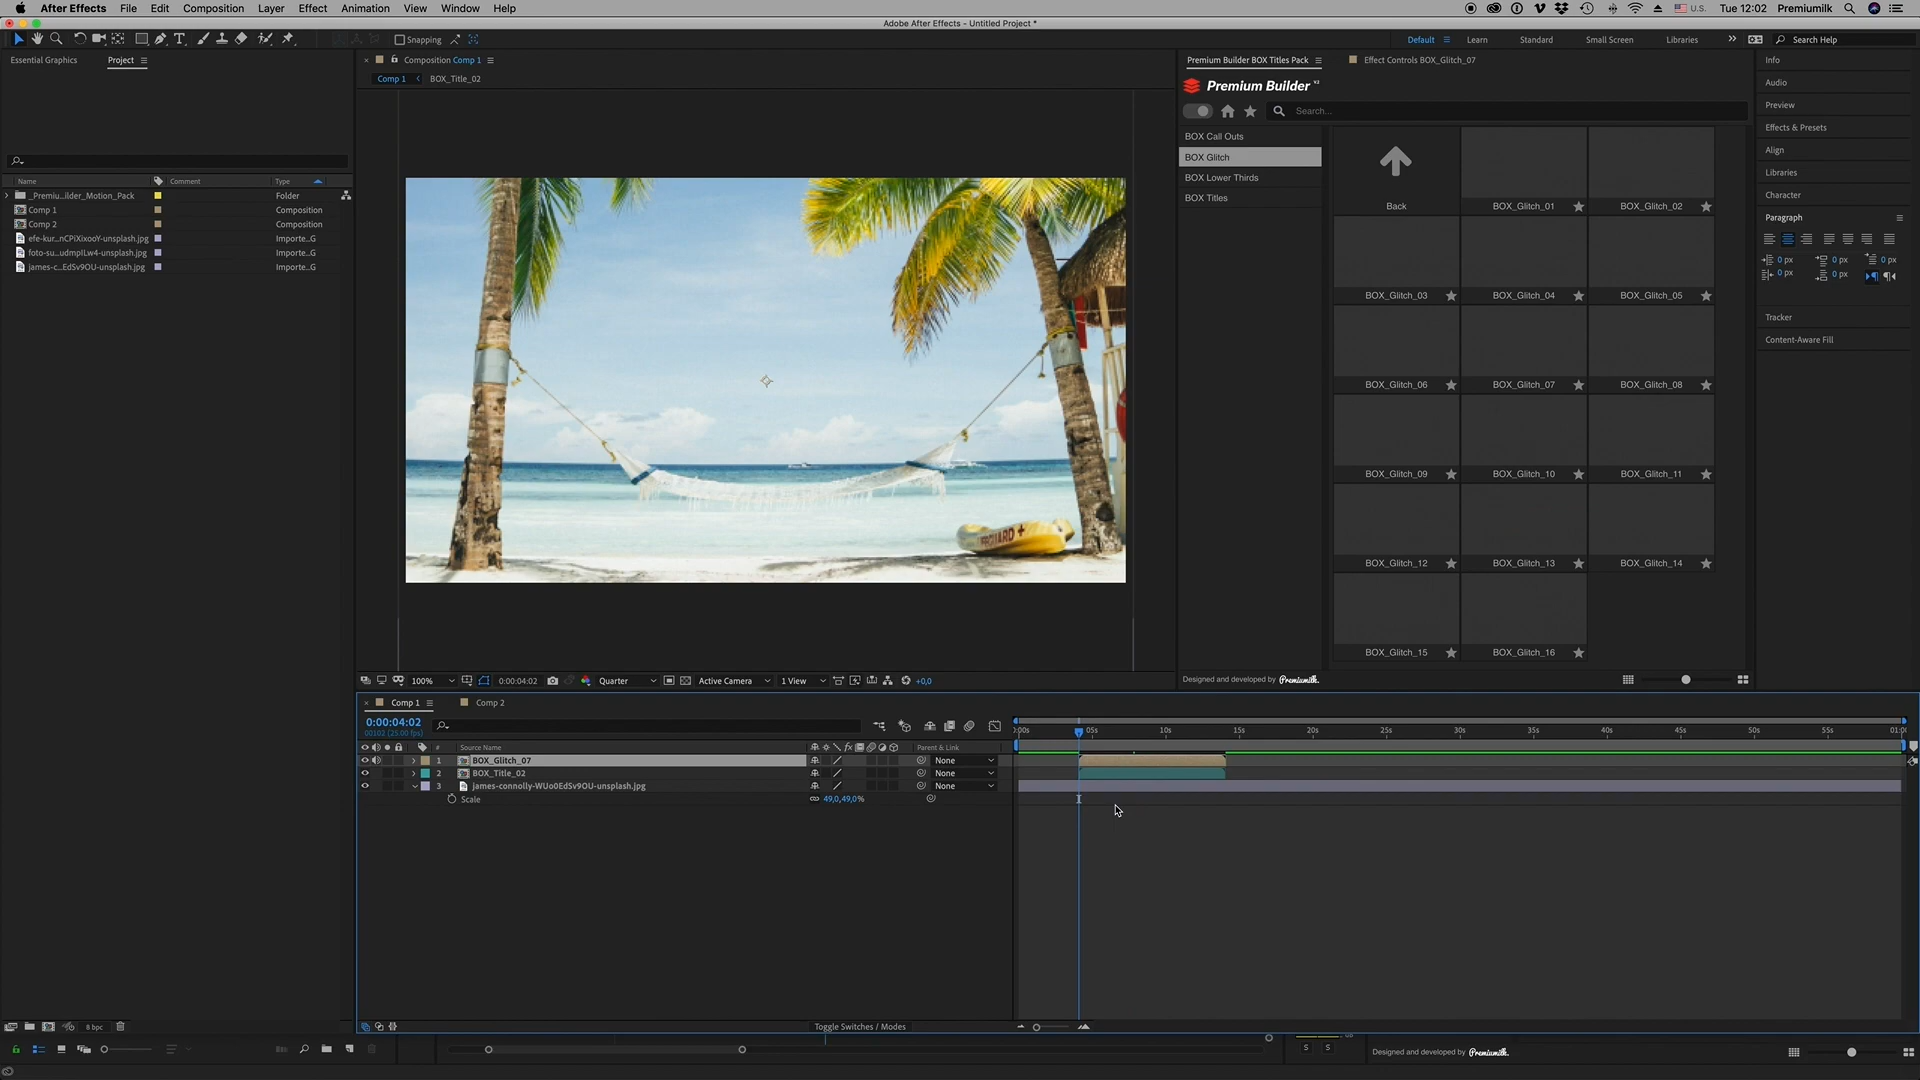 After Effects File Edit Composition Layer Effect Animation View Window Help
U.S. Tue 12:02 Premiumilk
Adobe After Effects - Untitled Project *
Snapping
Default Learn Standard Small Screen Libraries Search Help
Essential Graphics Project
Composition Comp 1
Comp 1 BOX_Title_02
Name Comment Type
_Premiu...ilder_Motion_Pack Folder
Comp 1 Composition
Comp 2 Composition
efe-kur...nCPiXixooY-unsplash.jpg Importe...G
foto-su...udmpILw4-unsplash.jpg Importe...G
james-c...EdSv9OU-unsplash.jpg Importe...G
8 bpc
GUARD +
100% 0:00:04:02 Quarter Active Camera 1 View +0,0
Premium Builder BOX Titles Pack Effect Controls BOX_Glitch_07
Premium Builder V3
Search...
BOX Call Outs
BOX Glitch
BOX Lower Thirds
BOX Titles
Back BOX_Glitch_01 BOX_Glitch_02
BOX_Glitch_03 BOX_Glitch_04 BOX_Glitch_05
BOX_Glitch_06 BOX_Glitch_07 BOX_Glitch_08
BOX_Glitch_09 BOX_Glitch_10 BOX_Glitch_11
BOX_Glitch_12 BOX_Glitch_13 BOX_Glitch_14
BOX_Glitch_15 BOX_Glitch_16
Designed and developed by Premiumilk.
Info
Audio
Preview
Effects & Presets
Align
Libraries
Character
Paragraph
0 px 0 px 0 px
0 px 0 px
Tracker
Content-Aware Fill
Comp 1 Comp 2
0:00:04:02
00102 (25.00 fps)
:00s 05s 10s 15s 20s 25s 30s 35s 40s 45s 50s 55s 01:0
# Source Name Parent & Link
1 BOX_Glitch_07 None
2 BOX_Title_02 None
3 james-connolly-WUo0EdSv9OU-unsplash.jpg None
Scale 49,0,49,0%
Toggle Switches / Modes
S S
Designed and developed by Premiumilk.